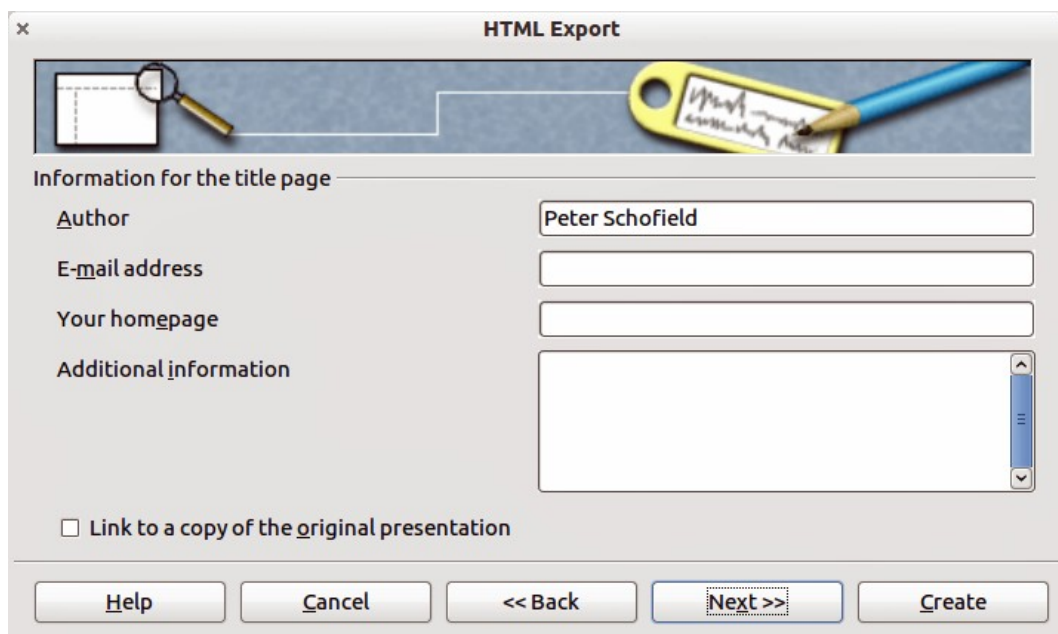 HTML Export
Information for the title page
Author
Peter Schofield
E-mail address
Your homepage
Additional information
Link to a copy of the original presentation
Help
Cancel
<< Back
Next >>
Create